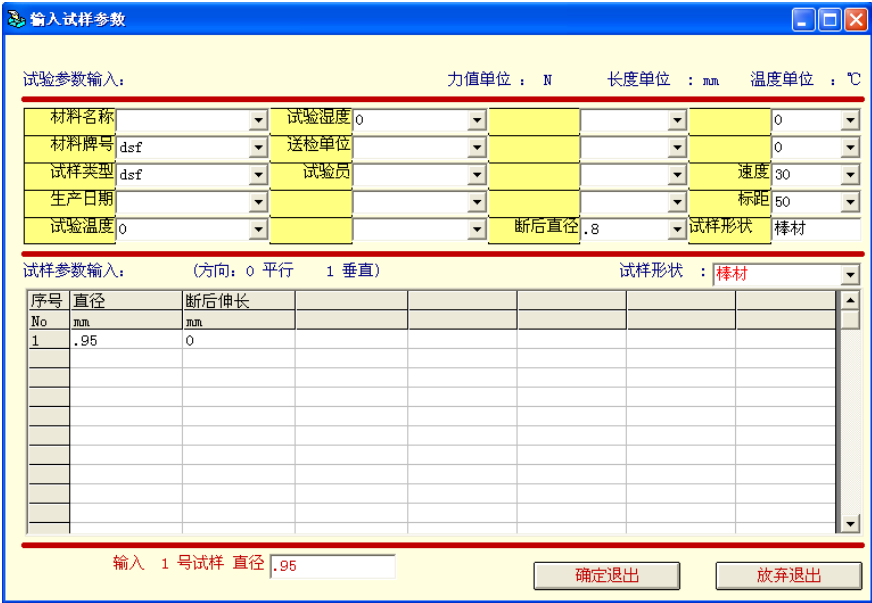 输入试样参数
试验参数输入: 力值单位 : N 长度单位 : mm 温度单位 : ℃
材料名称 试验湿度 0 0
材料牌号 dsf 送检单位 0
试样类型 dsf 试验员 速度 30
生产日期 标距 50
试验温度 0 断后直径 .8 试样形状 棒材
试样参数输入: (方向: 0 平行 1 垂直) 试样形状 : 棒材
序号 直径 断后伸长
No mm mm
1 .95 0
输入 1 号试样 直径 .95 确定退出 放弃退出